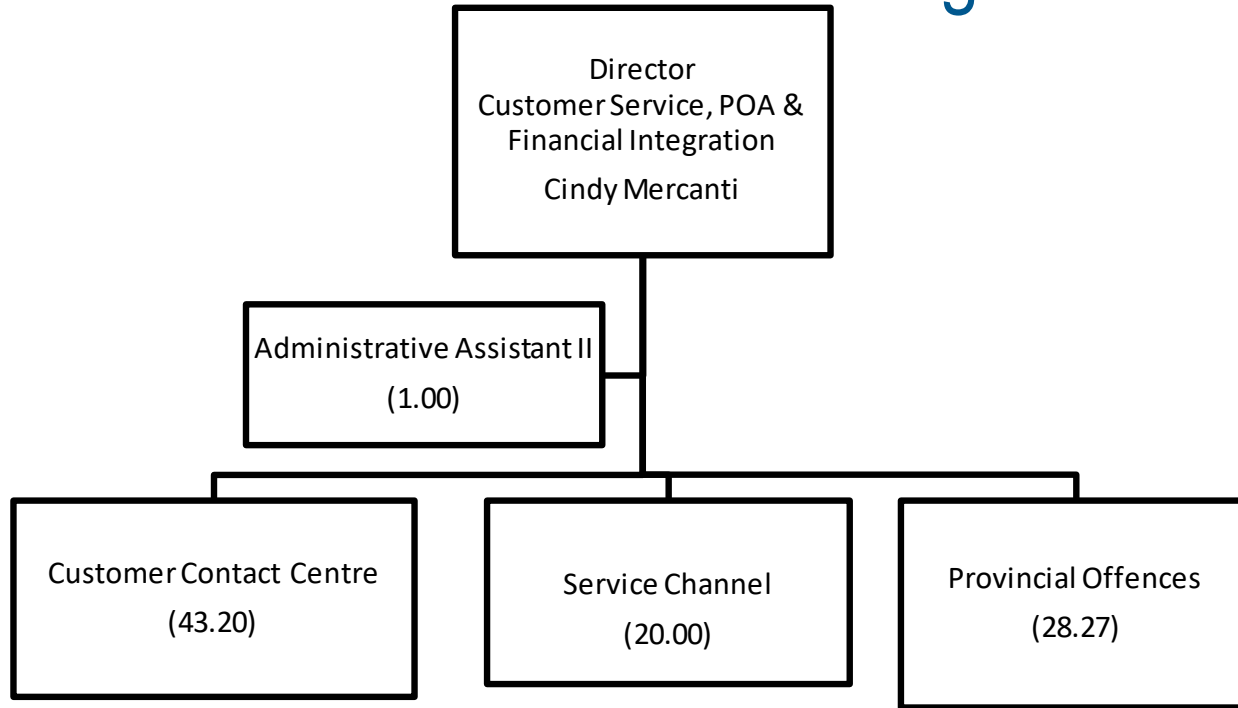 Director
Customer Service, POA &
Financial Integration
Cindy Mercanti
Administrative Assistant II
(1.00)
Customer Contact Centre
(43.20)
Service Channel
(20.00)
Provincial Offences
(28.27)